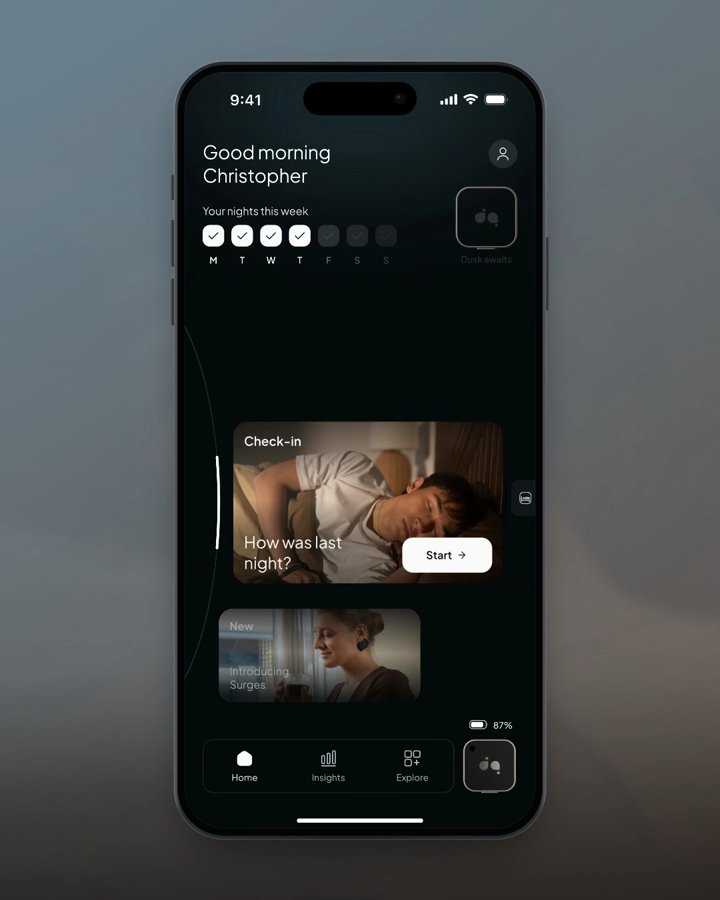 9:41
Good morning
Christopher
Your nights this week
M T W T F S S
Dusk awaits
Check-in
How was last
night?
Start →
New
Introducing
Surges
87%
Home
Insights
Explore